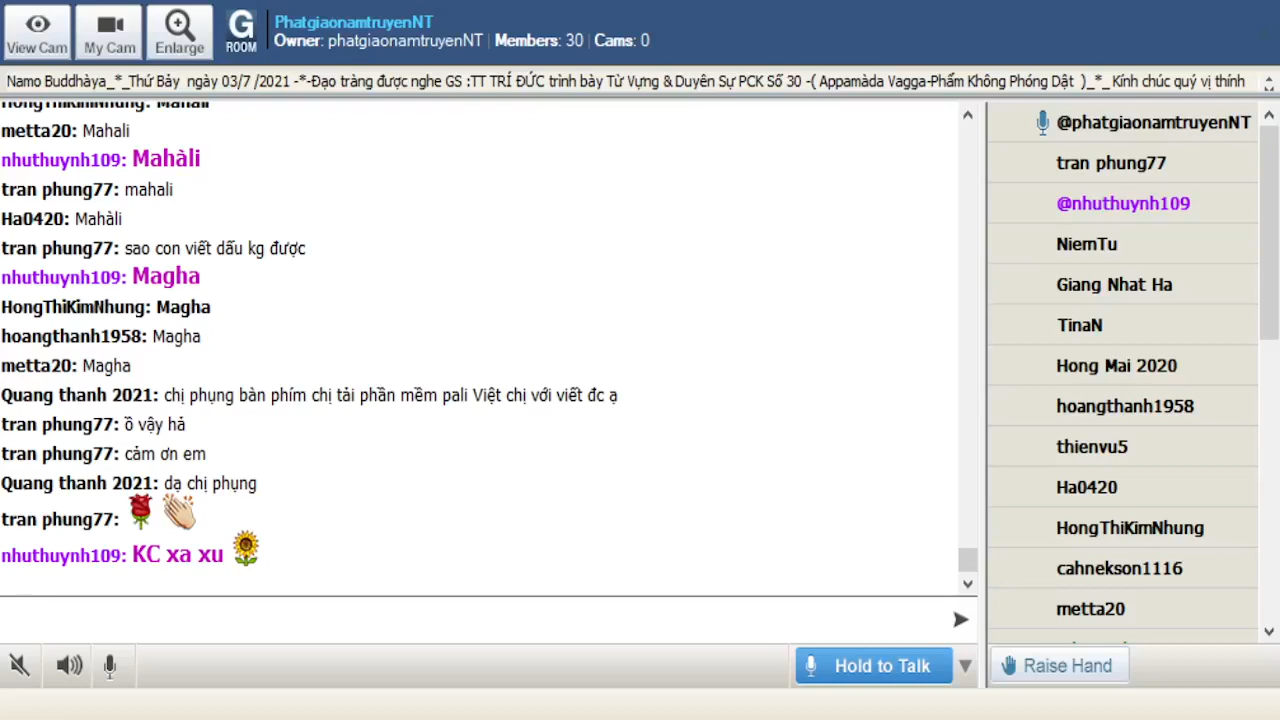 View Cam
My Cam
Enlarge
G
ROOM
PhatgiaonamtruyenNT
Owner: phatgiaonamtruyenNT | Members: 30 | Cams: 0
Namo Buddhàya_*_Thứ Bảy ngày 03/7 /2021 -*-Đạo tràng được nghe GS :TT TRÍ ĐỨC trình bày Từ Vựng & Duyên Sự PCK Số 30 -( Appamàda Vagga-Phẩm Không Phóng Dật )_*_ Kính chúc quý vị thính
HongThiKimNhung: Mahali
metta20: Mahali
nhuthuynh109: Mahàli
tran phung77: mahali
Ha0420: Mahàli
tran phung77: sao con viết dấu kg được
nhuthuynh109: Magha
HongThiKimNhung: Magha
hoangthanh1958: Magha
metta20: Magha
Quang thanh 2021: chị phụng bàn phím chị tải phần mềm pali Việt chị với viết đc ạ
tran phung77: ồ vậy hả
tran phung77: cảm ơn em
Quang thanh 2021: dạ chị phụng
tran phung77:
nhuthuynh109: KC xa xu
@phatgiaonamtruyenNT
tran phung77
@nhuthuynh109
NiemTu
Giang Nhat Ha
TinaN
Hong Mai 2020
hoangthanh1958
thienvu5
Ha0420
HongThiKimNhung
cahnekson1116
metta20
Hold to Talk
Raise Hand